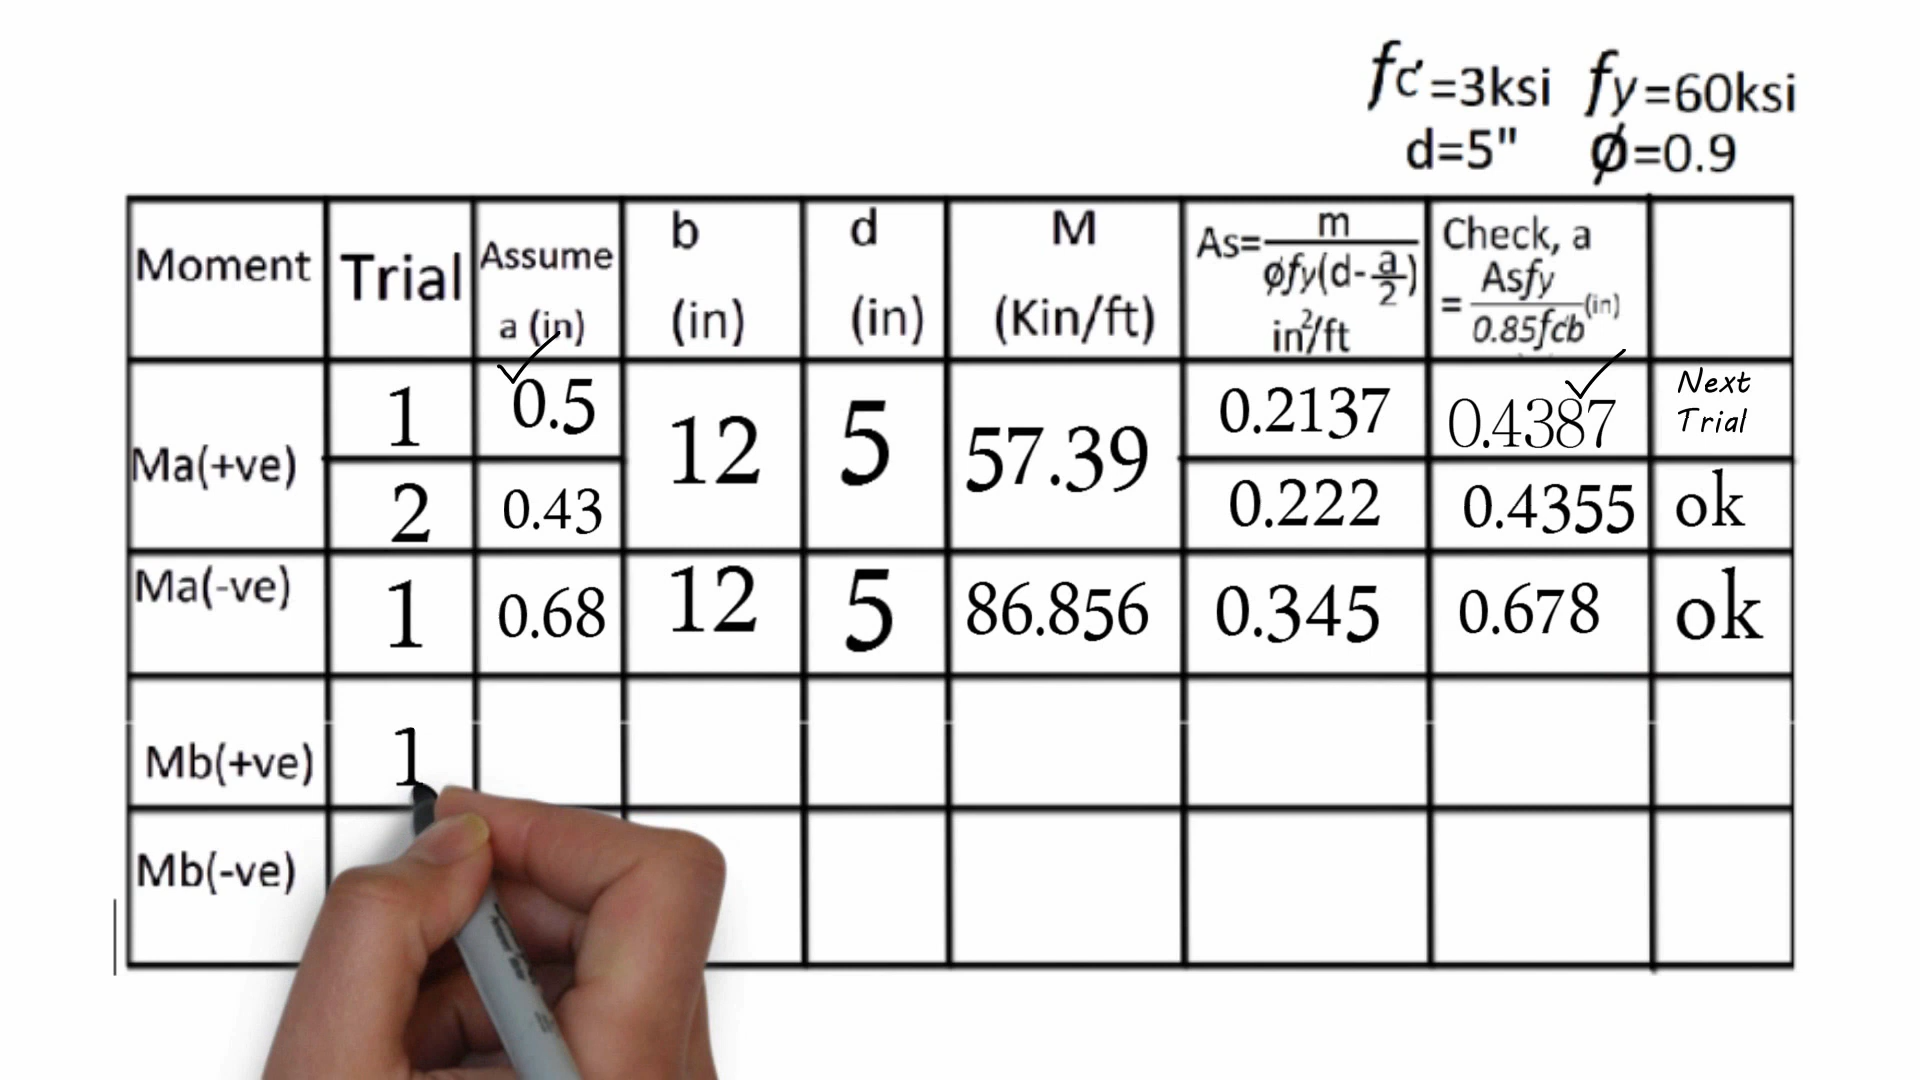 fc'=3ksi fy=60ksi
d=5" ø=0.9
Moment Trial Assume a (in) b (in) d (in) M (Kin/ft) As=m/øfy(d-a/2) in²/ft Check, a = Asfy/0.85fcb (in)
Ma(+ve) 1 0.5 12 5 57.39 0.2137 0.4387 Next Trial
2 0.43 0.222 0.4355 ok
Ma(-ve) 1 0.68 12 5 86.856 0.345 0.678 ok
Mb(+ve) 1
Mb(-ve)